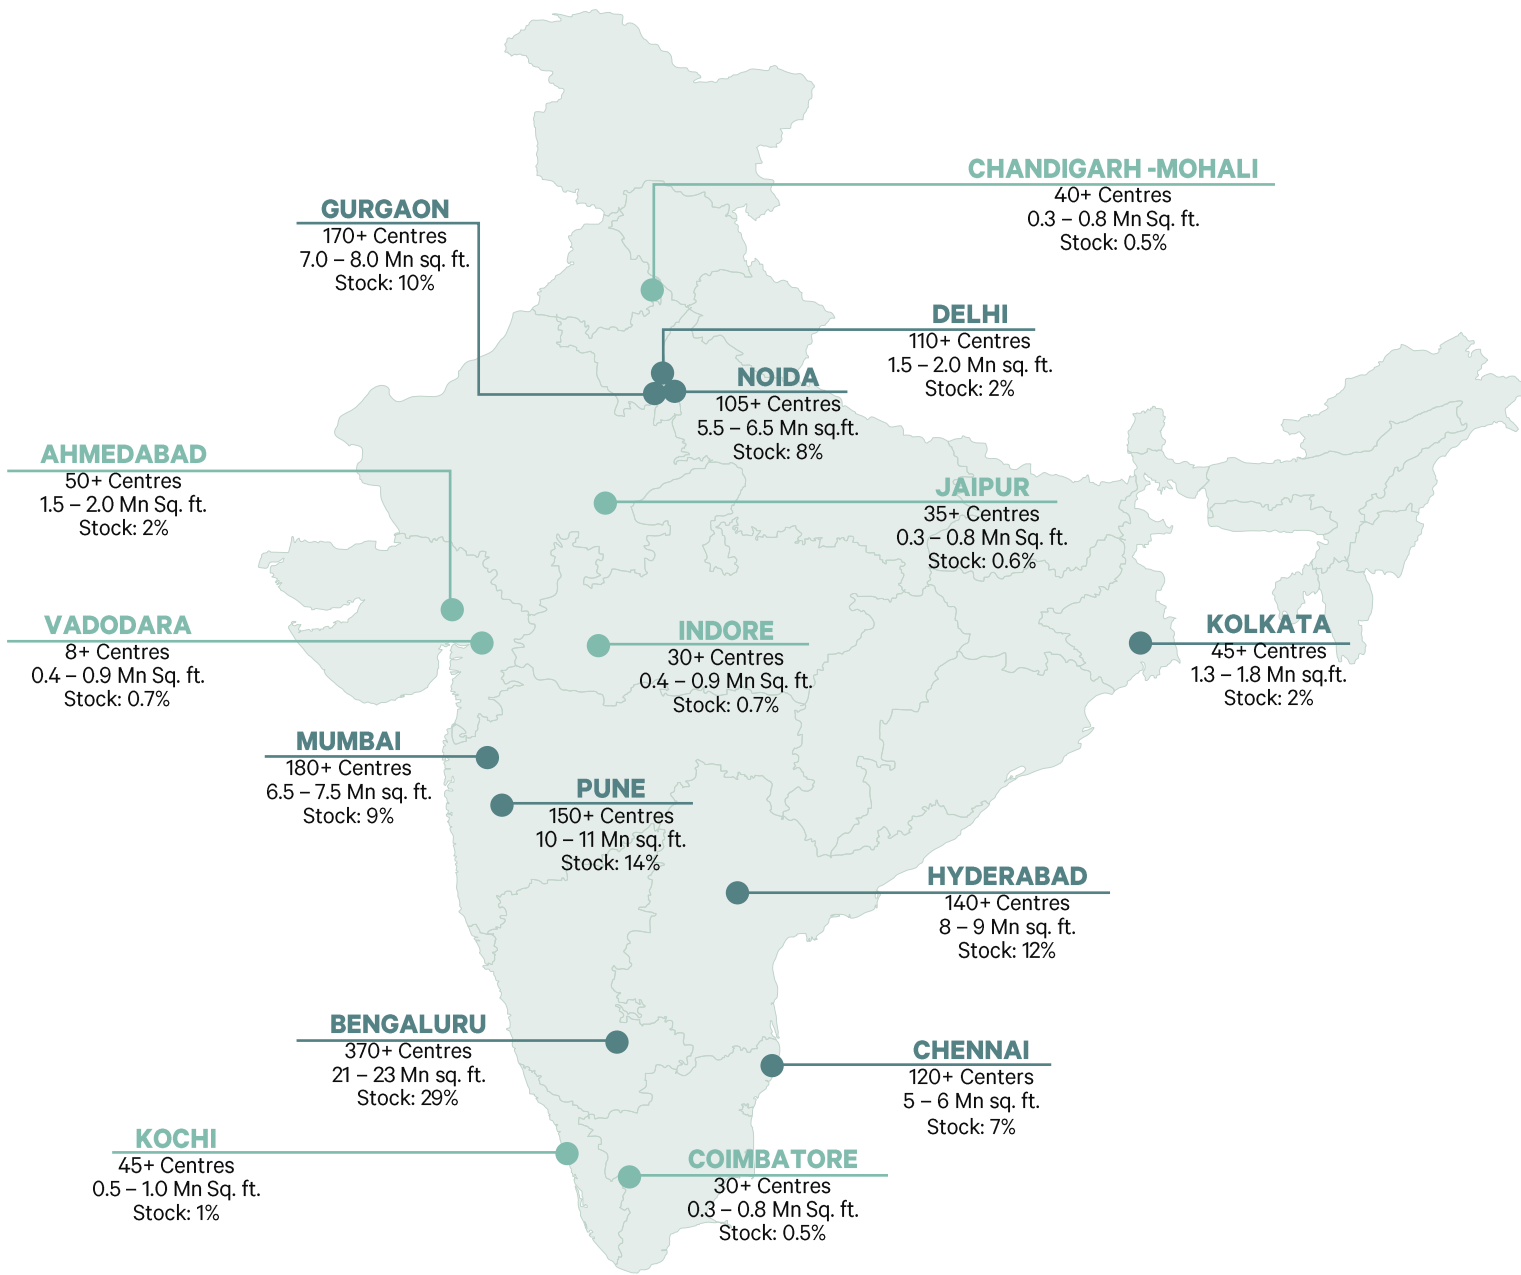 CHANDIGARH -MOHALI
40+ Centres
0.3 – 0.8 Mn Sq. ft.
Stock: 0.5%
GURGAON
170+ Centres
7.0 – 8.0 Mn sq. ft.
Stock: 10%
DELHI
110+ Centres
1.5 – 2.0 Mn sq. ft.
Stock: 2%
NOIDA
105+ Centres
5.5 – 6.5 Mn sq.ft.
Stock: 8%
AHMEDABAD
50+ Centres
1.5 – 2.0 Mn Sq. ft.
Stock: 2%
JAIPUR
35+ Centres
0.3 – 0.8 Mn Sq. ft.
Stock: 0.6%
VADODARA
8+ Centres
0.4 – 0.9 Mn Sq. ft.
Stock: 0.7%
INDORE
30+ Centres
0.4 – 0.9 Mn Sq. ft.
Stock: 0.7%
KOLKATA
45+ Centres
1.3 – 1.8 Mn sq.ft.
Stock: 2%
MUMBAI
180+ Centres
6.5 – 7.5 Mn sq. ft.
Stock: 9%
PUNE
150+ Centres
10 – 11 Mn sq. ft.
Stock: 14%
HYDERABAD
140+ Centres
8 – 9 Mn sq. ft.
Stock: 12%
BENGALURU
370+ Centres
21 – 23 Mn sq. ft.
Stock: 29%
CHENNAI
120+ Centers
5 – 6 Mn sq. ft.
Stock: 7%
KOCHI
45+ Centres
0.5 – 1.0 Mn Sq. ft.
Stock: 1%
COIMBATORE
30+ Centres
0.3 – 0.8 Mn Sq. ft.
Stock: 0.5%